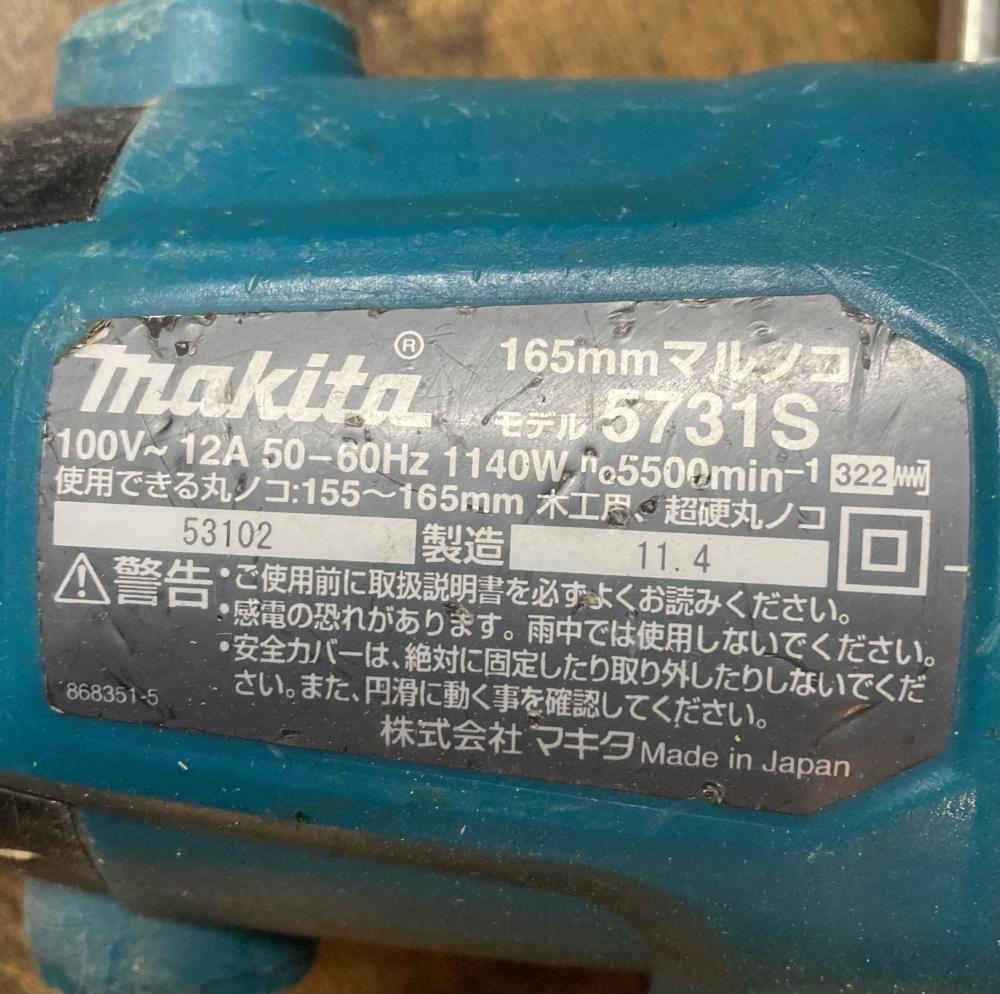 makita® 165mmマルノコ
モデル 5731S
100V~ 12A 50-60Hz 1140W n₀5500min⁻¹ 322
使用できる丸ノコ:155~165mm 木工用、超硬丸ノコ
53102 製造 11.4
⚠警告 ・ご使用前に取扱説明書を必ずよくお読みください。
・感電の恐れがあります。雨中では使用しないでください。
・安全カバーは、絶対に固定したり取り外したりしないでくだ
さい。また、円滑に動く事を確認してください。
868351-5
株式会社 マキタ Made in Japan